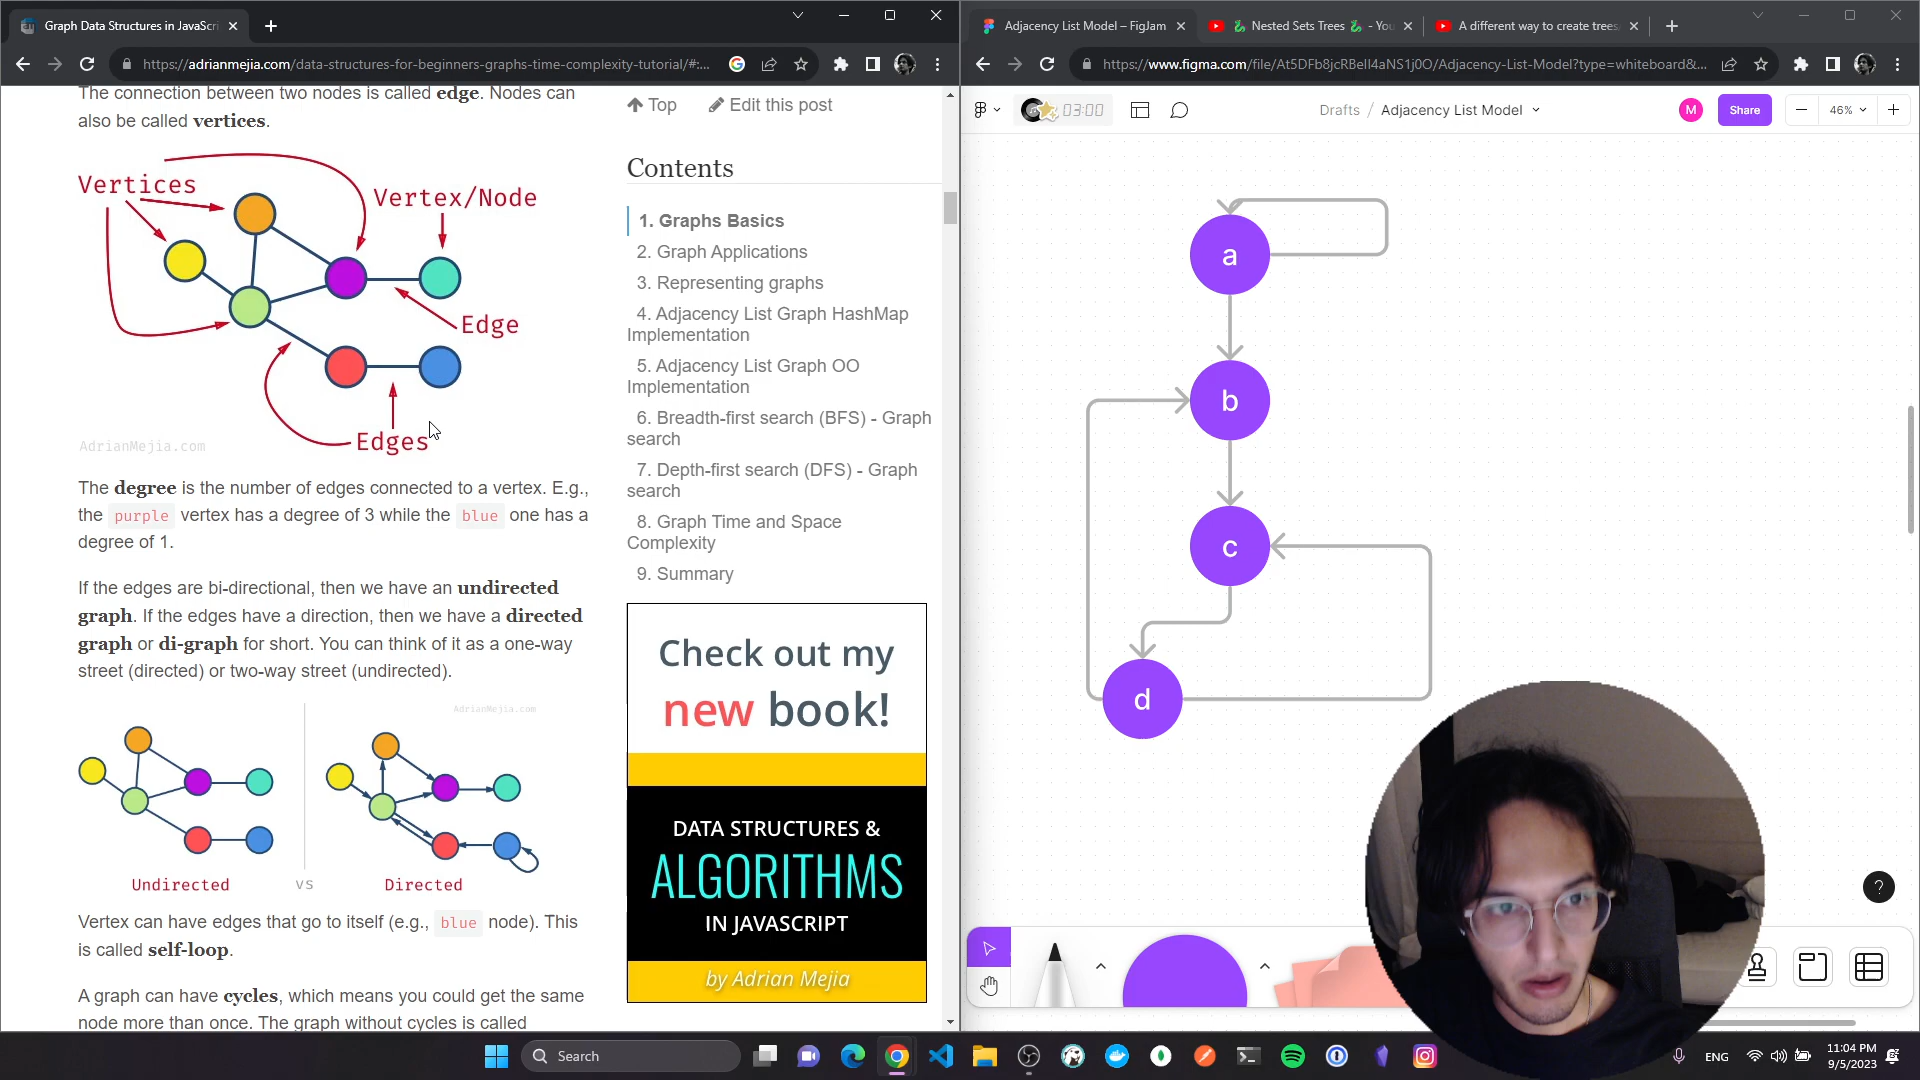 Graph Data Structures in JavaScri
https://adrianmejia.com/data-structures-for-beginners-graphs-time-complexity-tutorial/#:...
The connection between two nodes is called edge. Nodes can
also be called vertices.
Vertices
Vertex/Node
Edge
Edges
AdrianMejia.com
The degree is the number of edges connected to a vertex. E.g.,
the purple vertex has a degree of 3 while the blue one has a
degree of 1.
If the edges are bi-directional, then we have an undirected
graph. If the edges have a direction, then we have a directed
graph or di-graph for short. You can think of it as a one-way
street (directed) or two-way street (undirected).
AdrianMejia.com
Undirected vs Directed
Vertex can have edges that go to itself (e.g., blue node). This
is called self-loop.
A graph can have cycles, which means you could get the same
node more than once. The graph without cycles is called
Top Edit this post
Contents
1. Graphs Basics
2. Graph Applications
3. Representing graphs
4. Adjacency List Graph HashMap
Implementation
5. Adjacency List Graph OO
Implementation
6. Breadth-first search (BFS) - Graph
search
7. Depth-first search (DFS) - Graph
search
8. Graph Time and Space
Complexity
9. Summary
Check out my
new book!
DATA STRUCTURES &
ALGORITHMS
IN JAVASCRIPT
by Adrian Mejia
Adjacency List Model – FigJam
Nested Sets Trees - You
A different way to create trees
https://www.figma.com/file/At5DFb8jcRBeIl4aNS1j0O/Adjacency-List-Model?type=whiteboard&...
03:00
Drafts / Adjacency List Model
M
Share
46%
a
b
c
d
?
Search
ENG
11:04 PM
9/5/2023